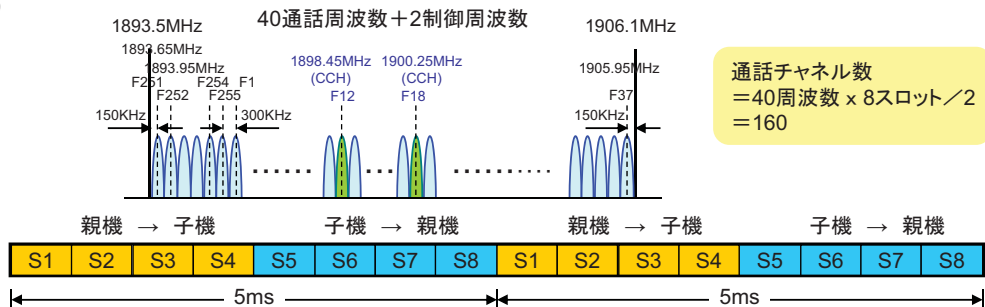 40通話周波数＋2制御周波数
1893.5MHz
1906.1MHz
1893.65MHz
1893.95MHz
1898.45MHz
(CCH)
F12
1900.25MHz
(CCH)
F18
1905.95MHz
F251
F252
F254
F255
F1
F37
150KHz
300KHz
150KHz
通話チャネル数
＝40周波数 x 8スロット／2
＝160
親機 → 子機
子機 → 親機
親機 → 子機
子機 → 親機
S1 S2 S3 S4 S5 S6 S7 S8 S1 S2 S3 S4 S5 S6 S7 S8
5ms
5ms